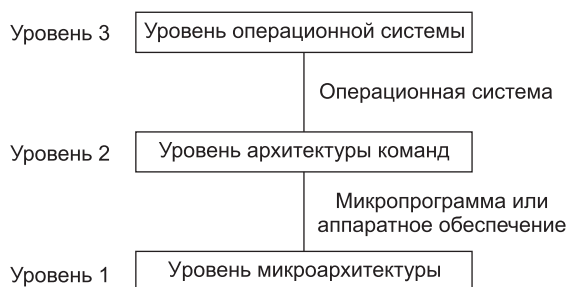 Уровень 3
Уровень операционной системы
Операционная система
Уровень 2
Уровень архитектуры команд
Микропрограмма или
аппаратное обеспечение
Уровень 1
Уровень микроархитектуры